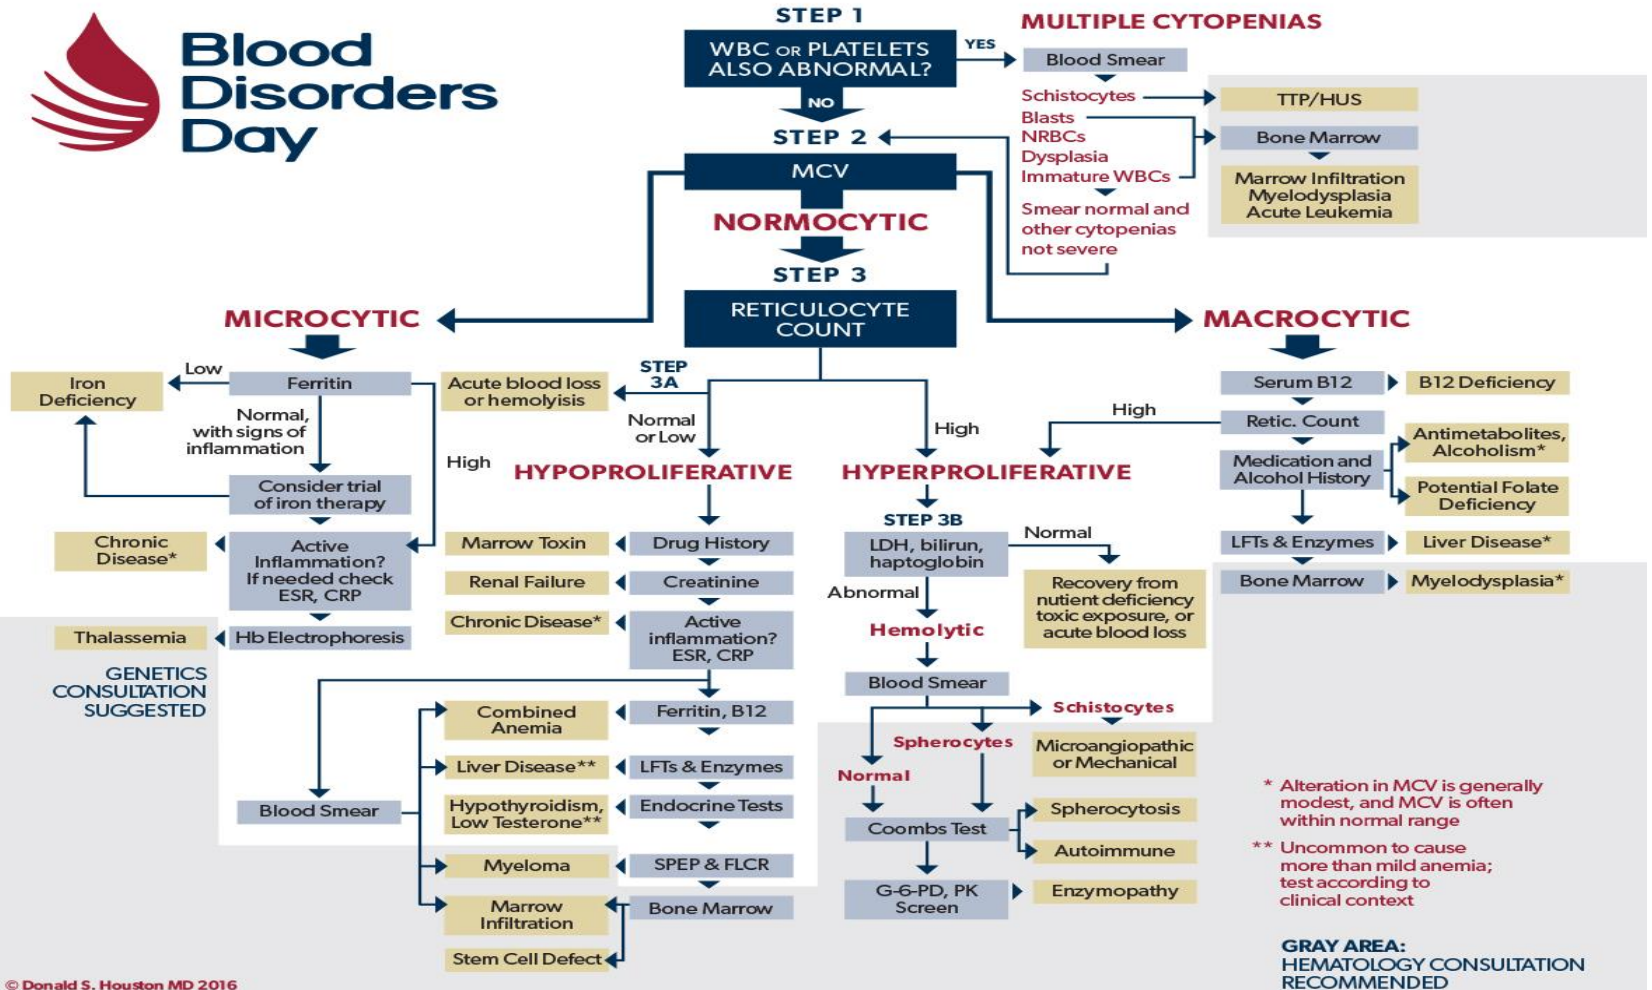 Blood
Disorders
Day
STEP 1
WBC OR PLATELETS
ALSO ABNORMAL?
YES
NO
MULTIPLE CYTOPENIAS
Blood Smear
Schistocytes
TTP/HUS
Blasts
NRBCs
Dysplasia
Immature WBCs
Bone Marrow
Marrow Infiltration
Myelodysplasia
Acute Leukemia
Smear normal and
other cytopenias
not severe
STEP 2
MCV
NORMOCYTIC
STEP 3
RETICULOCYTE
COUNT
MICROCYTIC
Low
Ferritin
Iron
Deficiency
Normal,
with signs of
inflammation
High
Consider trial
of iron therapy
Chronic
Disease*
Active
Inflammation?
If needed check
ESR, CRP
Thalassemia
Hb Electrophoresis
GENETICS
CONSULTATION
SUGGESTED
STEP
3A
Acute blood loss
or hemolyisis
Normal
or Low
High
HYPOPROLIFERATIVE
Marrow Toxin
Drug History
Renal Failure
Creatinine
Chronic Disease*
Active
inflammation?
ESR, CRP
Combined
Anemia
Ferritin, B12
Liver Disease**
LFTs & Enzymes
Blood Smear
Hypothyroidism,
Low Testerone**
Endocrine Tests
Myeloma
SPEP & FLCR
Marrow
Infiltration
Bone Marrow
Stem Cell Defect
HYPERPROLIFERATIVE
STEP 3B
LDH, bilirun,
haptoglobin
Normal
Recovery from
nutient deficiency
toxic exposure, or
acute blood loss
Abnormal
Hemolytic
Blood Smear
Schistocytes
Spherocytes
Normal
Microangiopathic
or Mechanical
Coombs Test
Spherocytosis
Autoimmune
G-6-PD, PK
Screen
Enzymopathy
MACROCYTIC
Serum B12
B12 Deficiency
High
Retic. Count
Medication and
Alcohol History
Antimetabolites,
Alcoholism*
Potential Folate
Deficiency
LFTs & Enzymes
Liver Disease*
Bone Marrow
Myelodysplasia*
* Alteration in MCV is generally
modest, and MCV is often
within normal range
** Uncommon to cause
more than mild anemia;
test according to
clinical context
GRAY AREA:
HEMATOLOGY CONSULTATION
RECOMMENDED
© Donald S. Houston MD 2016